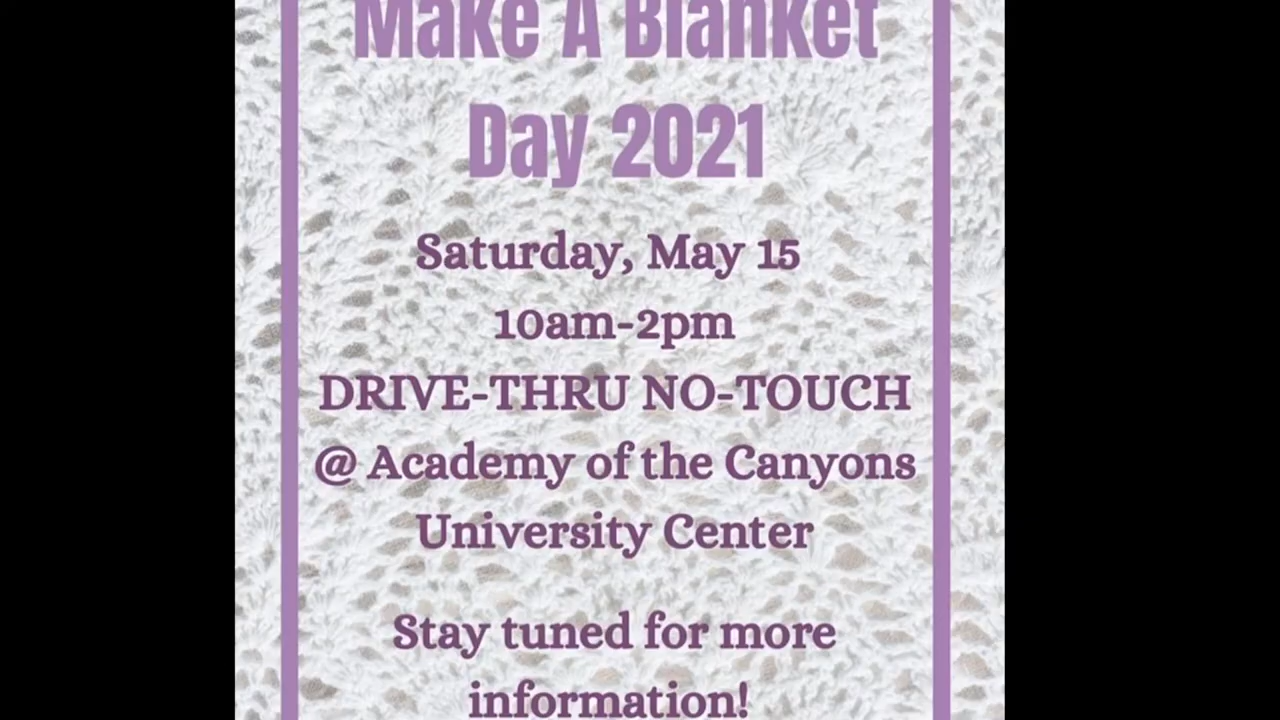 Make A Blanket
Day 2021
Saturday, May 15
10am-2pm
DRIVE-THRU NO-TOUCH
@ Academy of the Canyons
University Center
Stay tuned for more
information!